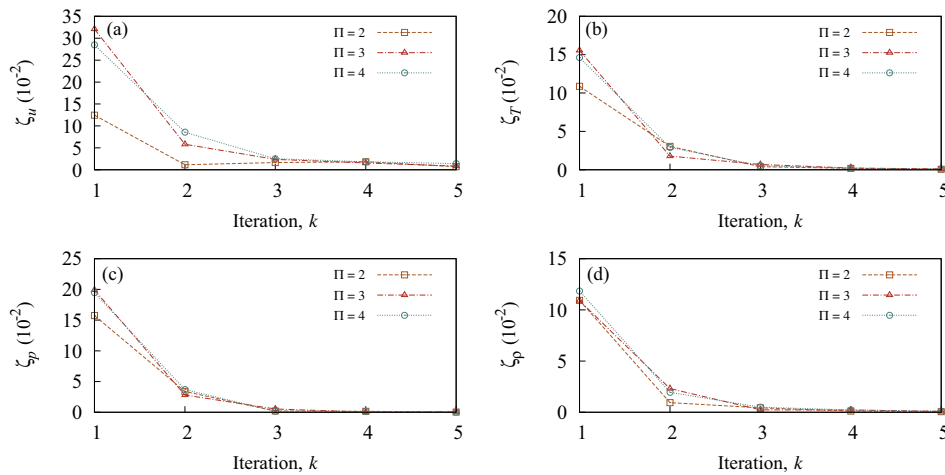 (a)
Π = 2
Π = 3
Π = 4
35
30
25
20
15
10
5
0
ζu (10-2)
1 2 3 4 5
Iteration, k
(b)
Π = 2
Π = 3
Π = 4
20
15
10
5
0
ζT (10-2)
1 2 3 4 5
Iteration, k
(c)
Π = 2
Π = 3
Π = 4
25
20
15
10
5
0
ζp (10-2)
1 2 3 4 5
Iteration, k
(d)
Π = 2
Π = 3
Π = 4
15
10
5
0
ζρ (10-2)
1 2 3 4 5
Iteration, k